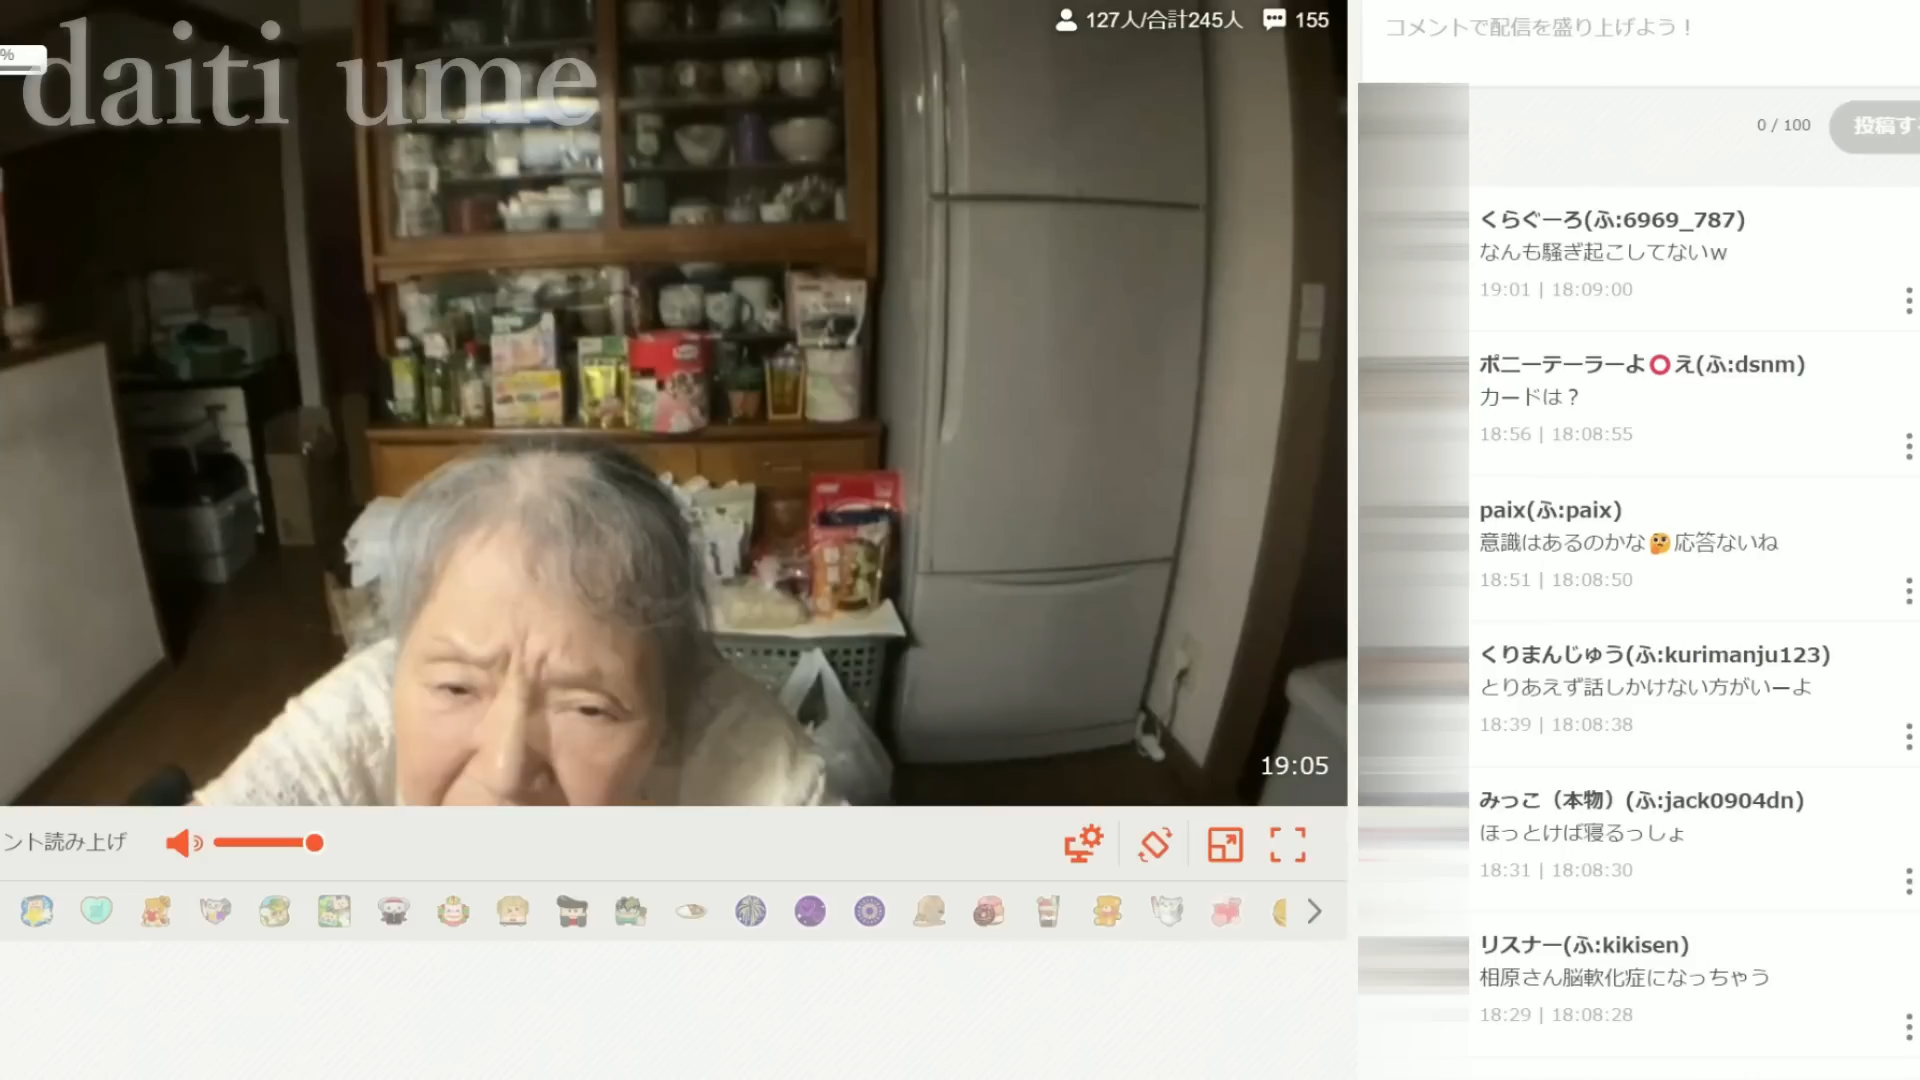 daiti ume
%
127人/合計245人 155
19:05
ント読み上げ
コメントで配信を盛り上げよう！
0 / 100
投稿す
くらぐーろ(ふ:6969_787)
なんも騒ぎ起こしてないw
19:01 | 18:09:00
ポニーテーラーよ⭕え(ふ:dsnm)
カードは？
18:56 | 18:08:55
paix(ふ:paix)
意識はあるのかな🤔応答ないね
18:51 | 18:08:50
くりまんじゅう(ふ:kurimanju123)
とりあえず話しかけない方がいーよ
18:39 | 18:08:38
みっこ（本物）(ふ:jack0904dn)
ほっとけば寝るっしょ
18:31 | 18:08:30
リスナー(ふ:kikisen)
相原さん脳軟化症になっちゃう
18:29 | 18:08:28